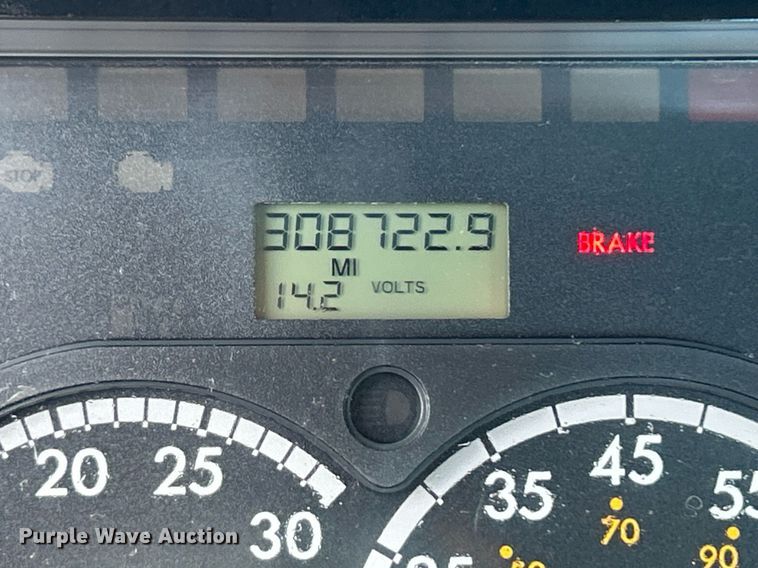 STOP
308722.9
MI
14.2 VOLTS
BRAKE
20 25 30
25 35 45 55
70 90
Purple Wave Auction